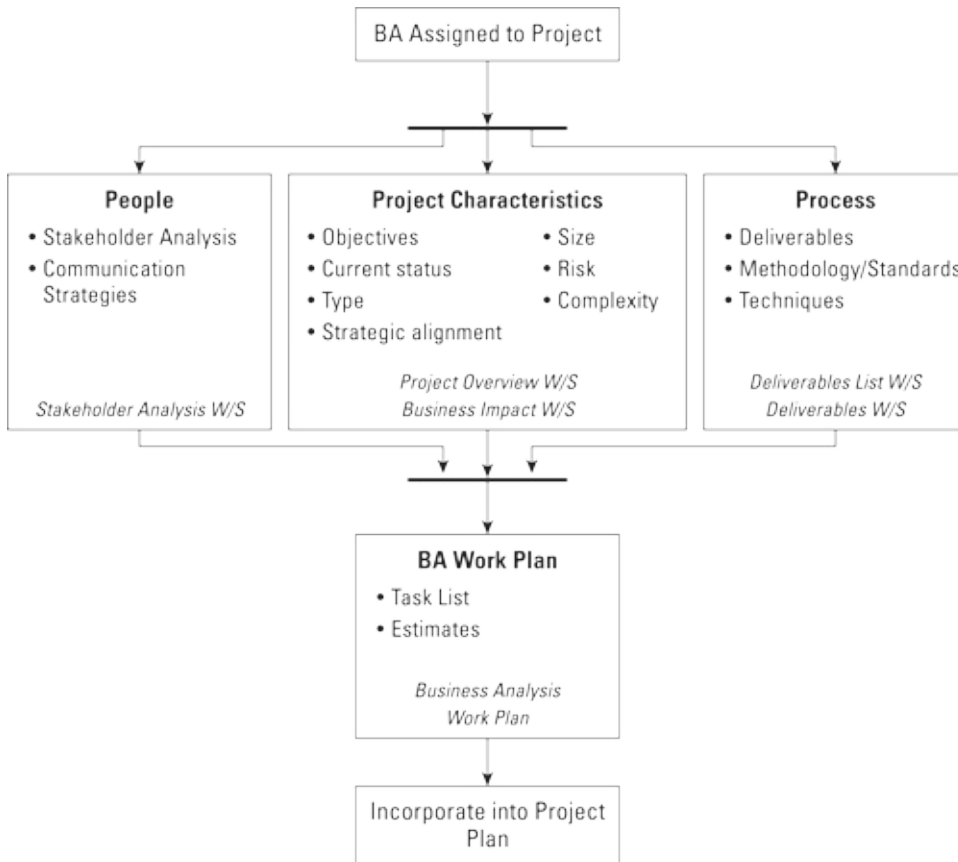 BA Assigned to Project
People
• Stakeholder Analysis
• Communication
Strategies
Stakeholder Analysis W/S
Project Characteristics
• Objectives
• Current status
• Type
• Strategic alignment
• Size
• Risk
• Complexity
Project Overview W/S
Business Impact W/S
Process
• Deliverables
• Methodology/Standards
• Techniques
Deliverables List W/S
Deliverables W/S
BA Work Plan
• Task List
• Estimates
Business Analysis
Work Plan
Incorporate into Project
Plan